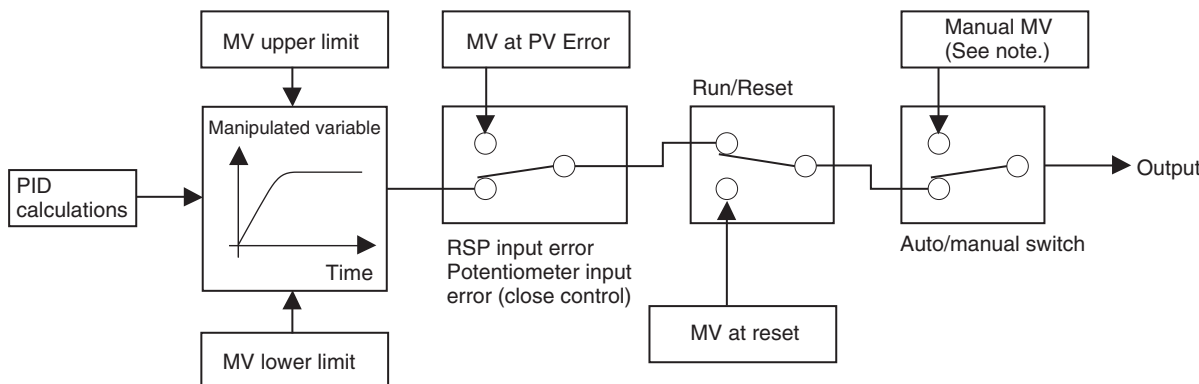 MV upper limit
MV at PV Error
Manual MV
(See note.)
Run/Reset
Manipulated variable
PID
calculations
Time
Output
RSP input error
Potentiometer input
error (close control)
Auto/manual switch
MV at reset
MV lower limit